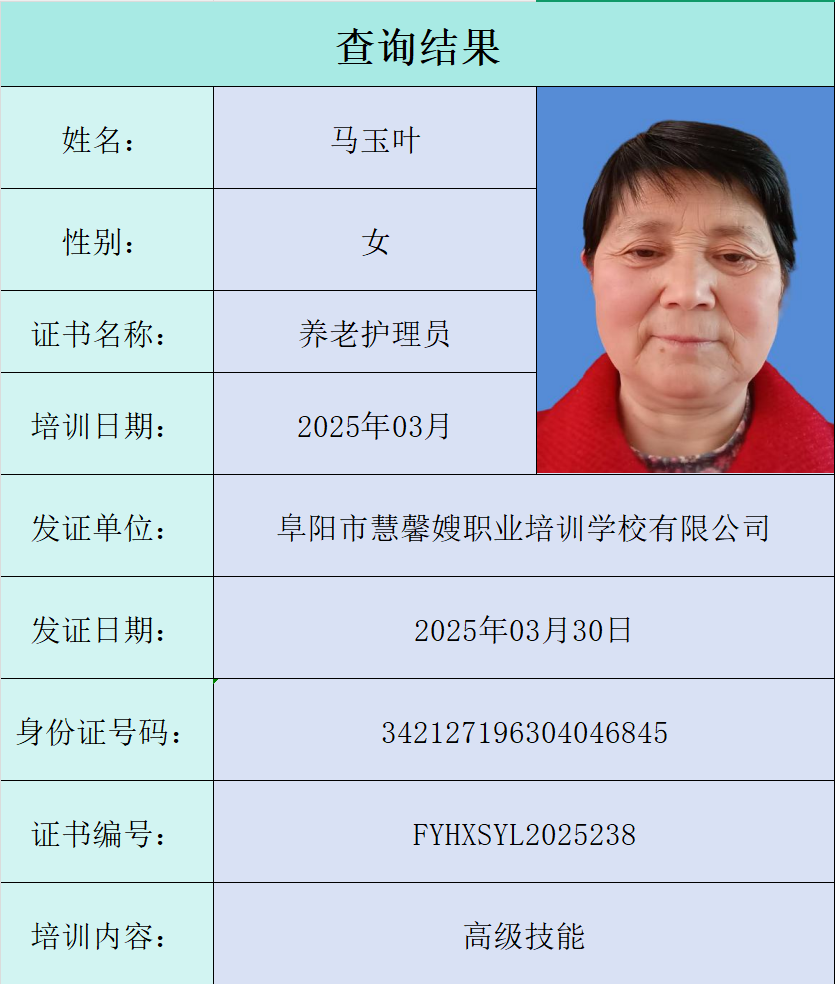 查询结果
姓名： 马玉叶
性别： 女
证书名称： 养老护理员
培训日期： 2025年03月
发证单位： 阜阳市慧馨嫂职业培训学校有限公司
发证日期： 2025年03月30日
身份证号码： 342127196304046845
证书编号： FYHXSYL2025238
培训内容： 高级技能